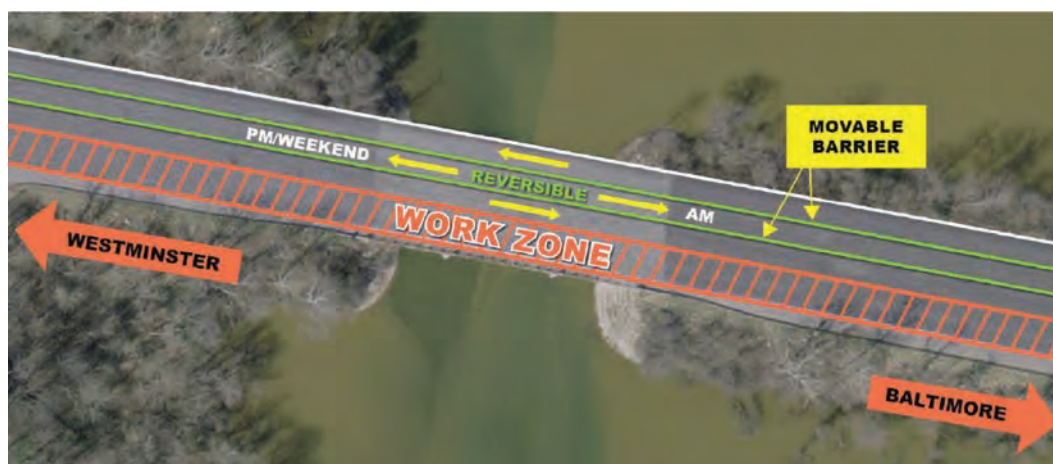 PM/WEEKEND
REVERSIBLE
AM
MOVABLE
BARRIER
WORK ZONE
WESTMINSTER
BALTIMORE